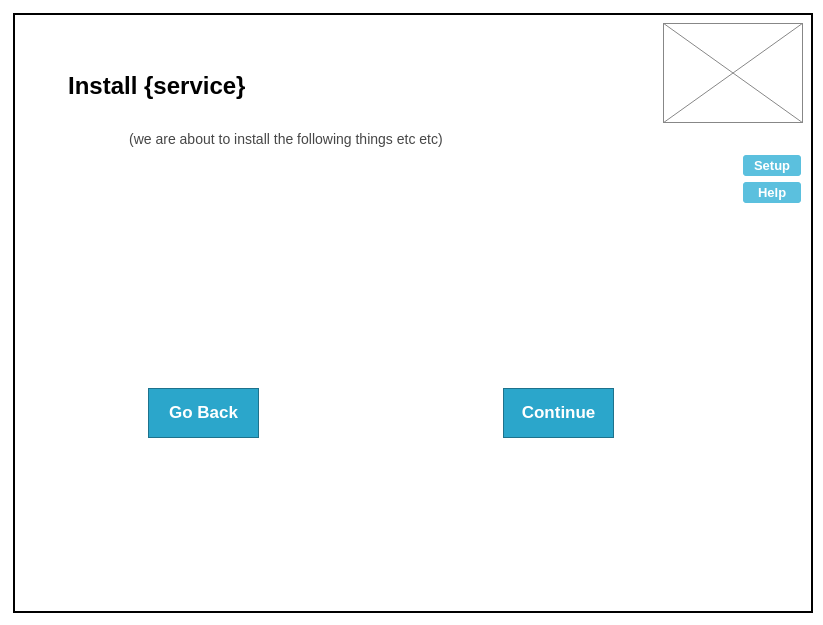 Install {service}
(we are about to install the following things etc etc)
Setup
Help
Go Back
Continue